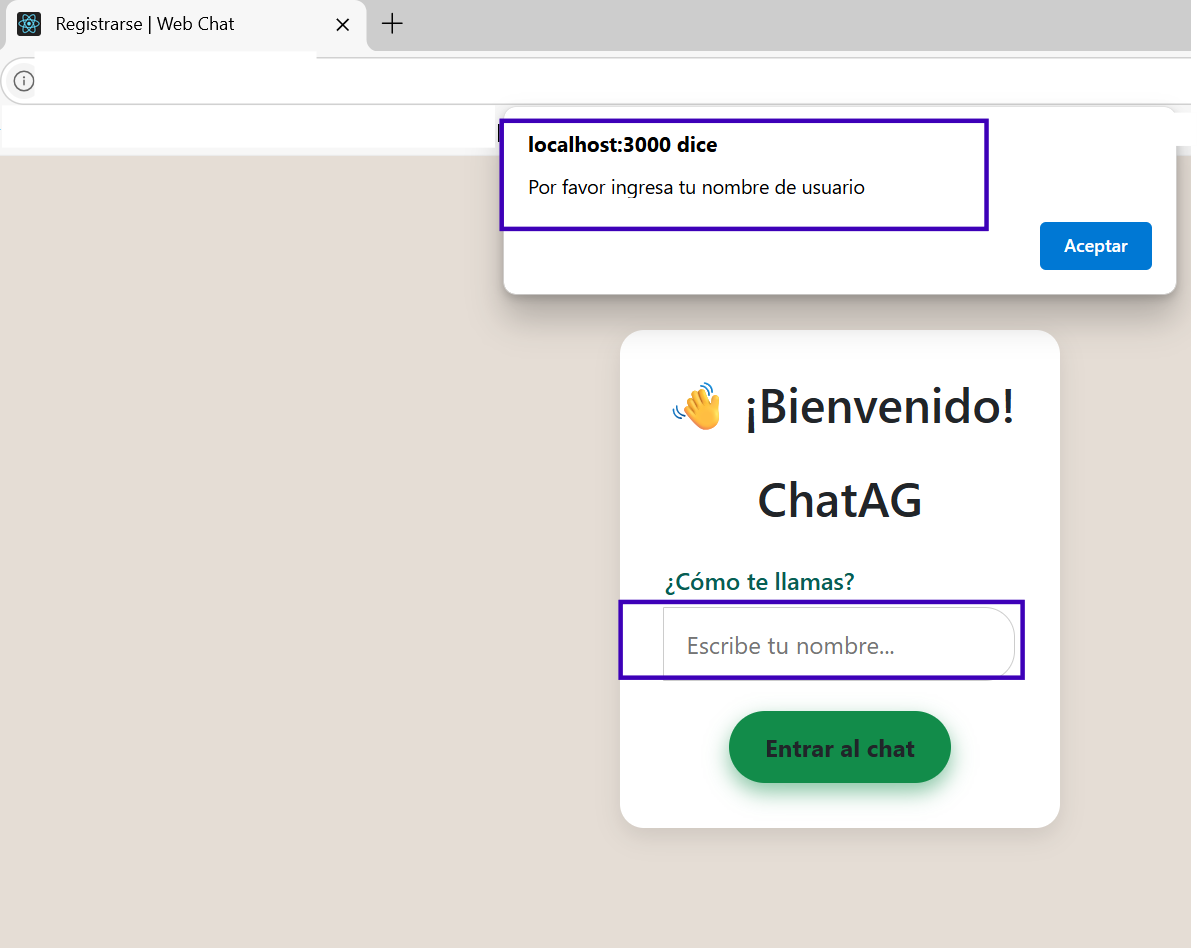 Registrarse | Web Chat
localhost:3000 dice
Por favor ingresa tu nombre de usuario
Aceptar
👋 ¡Bienvenido!
ChatAG
¿Cómo te llamas?
Escribe tu nombre...
Entrar al chat